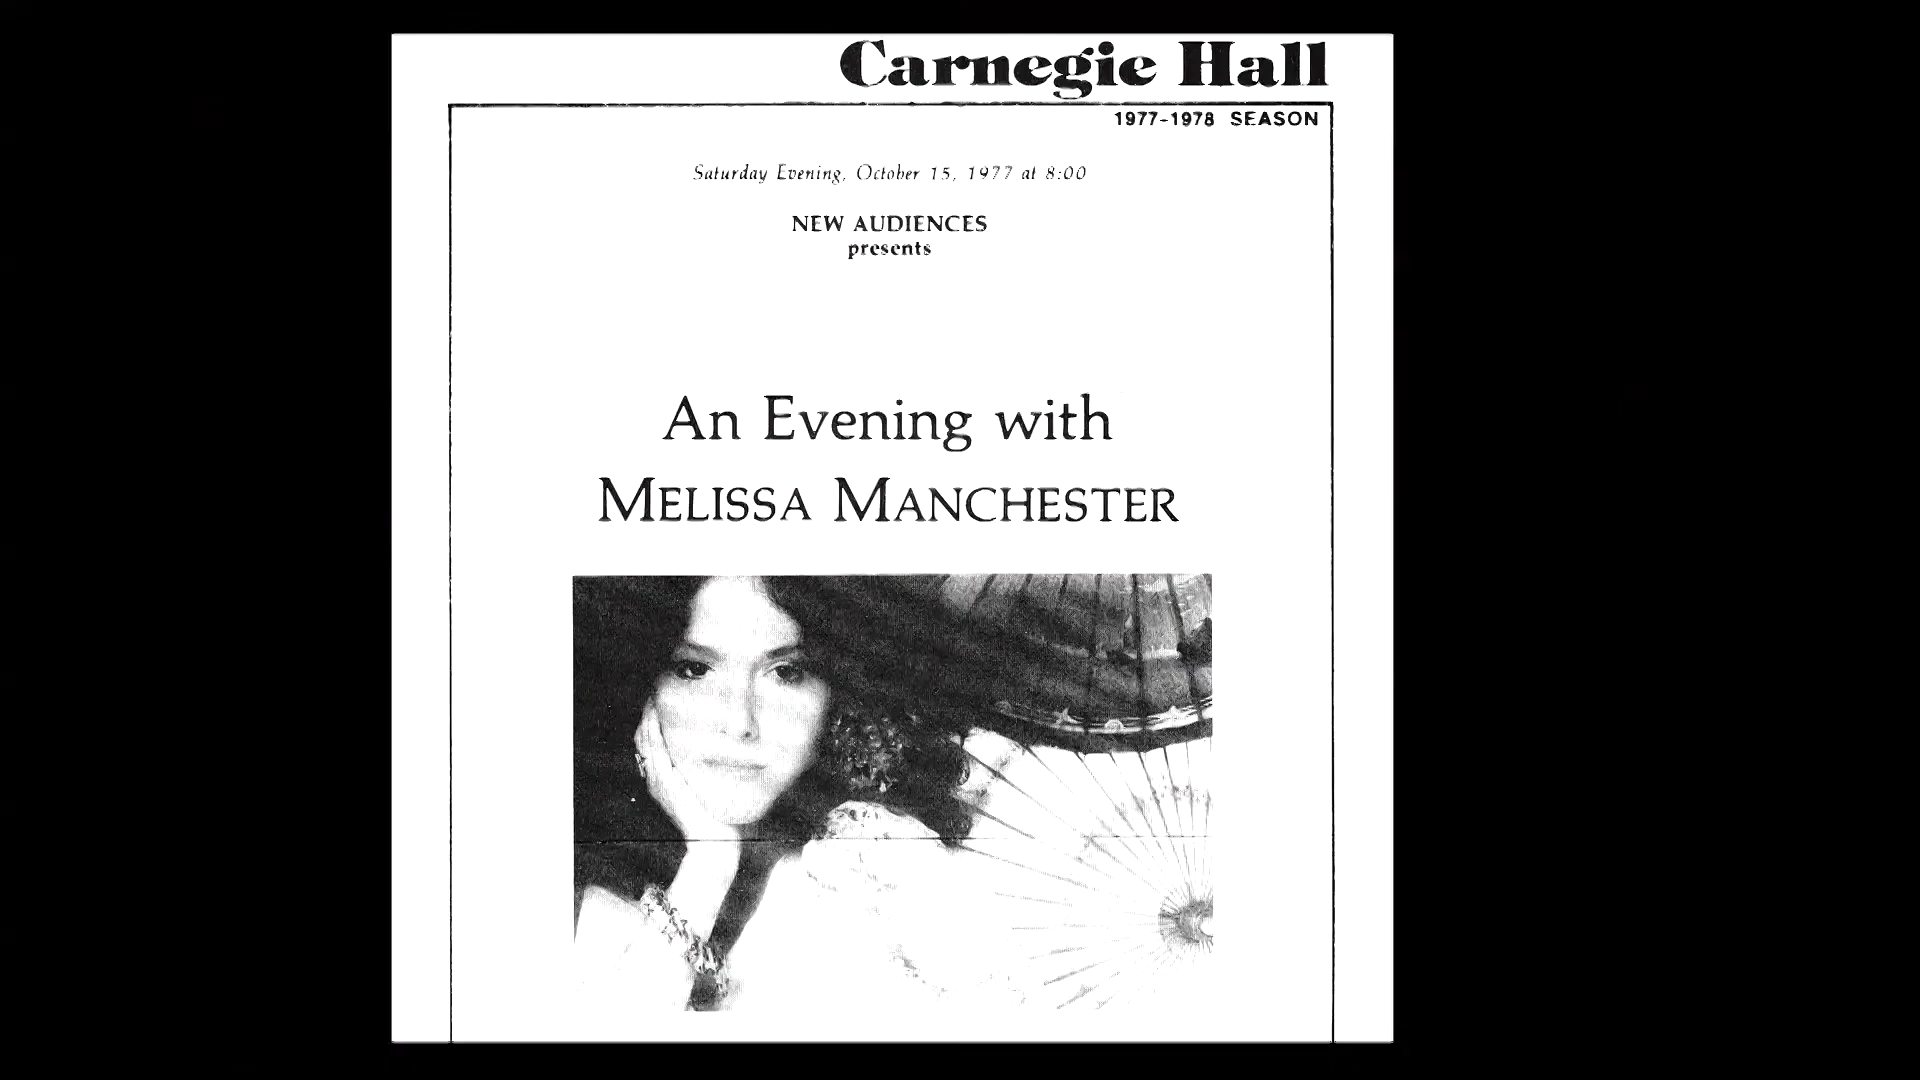 Carnegie Hall
1977-1978 SEASON
Saturday Evening, October 15, 1977 at 8:00
NEW AUDIENCES
presents
An Evening with
MELISSA MANCHESTER